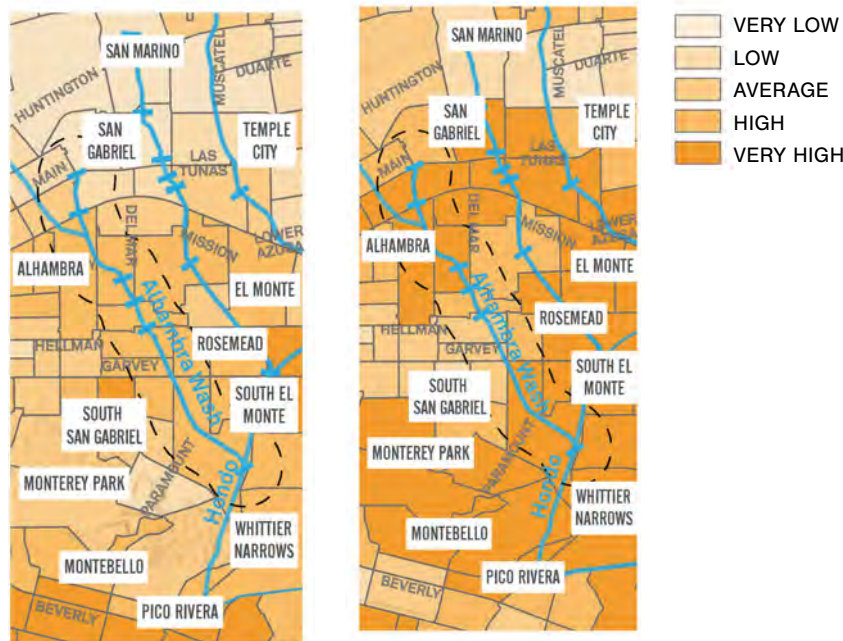 SAN MARINO
HUNTINGTON
MUSCATEL
DUARTE
SAN
GABRIEL
TEMPLE
CITY
MAIN
LAS
TUNAS
DEL MAR
MISSION
LOWER
AZUSA
ALHAMBRA
EL MONTE
Alhambra Wash
ROSEMEAD
HELLMAN
GARVEY
SOUTH EL
MONTE
SOUTH
SAN GABRIEL
MONTEREY PARK
PARAMOUNT
Hondo
WHITTIER
NARROWS
MONTEBELLO
PICO RIVERA
BEVERLY
SAN MARINO
HUNTINGTON
MUSCATEL
DUARTE
SAN
GABRIEL
TEMPLE
CITY
MAIN
LAS
TUNAS
DEL MAR
MISSION
LOWER
AZUSA
ALHAMBRA
EL MONTE
Alhambra Wash
ROSEMEAD
HELLMAN
GARVEY
SOUTH EL
MONTE
SOUTH
SAN GABRIEL
MONTEREY PARK
PARAMOUNT
Hondo
WHITTIER
NARROWS
MONTEBELLO
PICO RIVERA
BEVERLY
VERY LOW
LOW
AVERAGE
HIGH
VERY HIGH